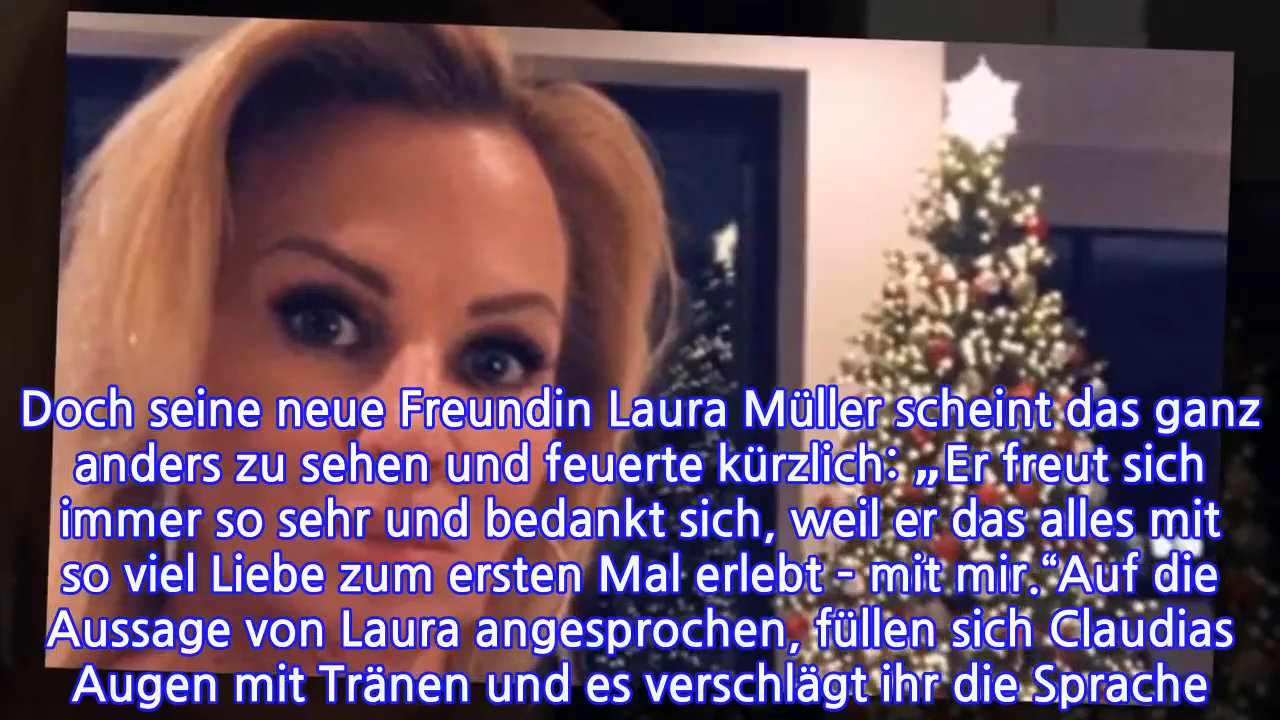 Doch seine neue Freundin Laura Müller scheint das ganz
anders zu sehen und feuerte kürzlich: „Er freut sich
immer so sehr und bedankt sich, weil er das alles mit
so viel Liebe zum ersten Mal erlebt - mit mir.“Auf die
Aussage von Laura angesprochen, füllen sich Claudias
Augen mit Tränen und es verschlägt ihr die Sprache